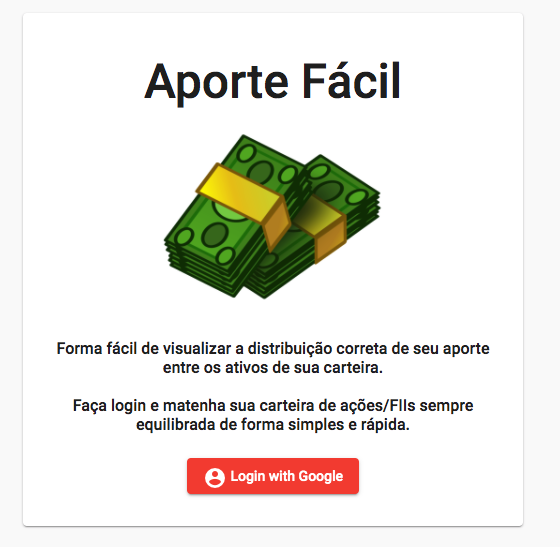 Aporte Fácil
Forma fácil de visualizar a distribuição correta de seu aporte
entre os ativos de sua carteira.
Faça login e matenha sua carteira de ações/FIIs sempre
equilibrada de forma simples e rápida.
Login with Google